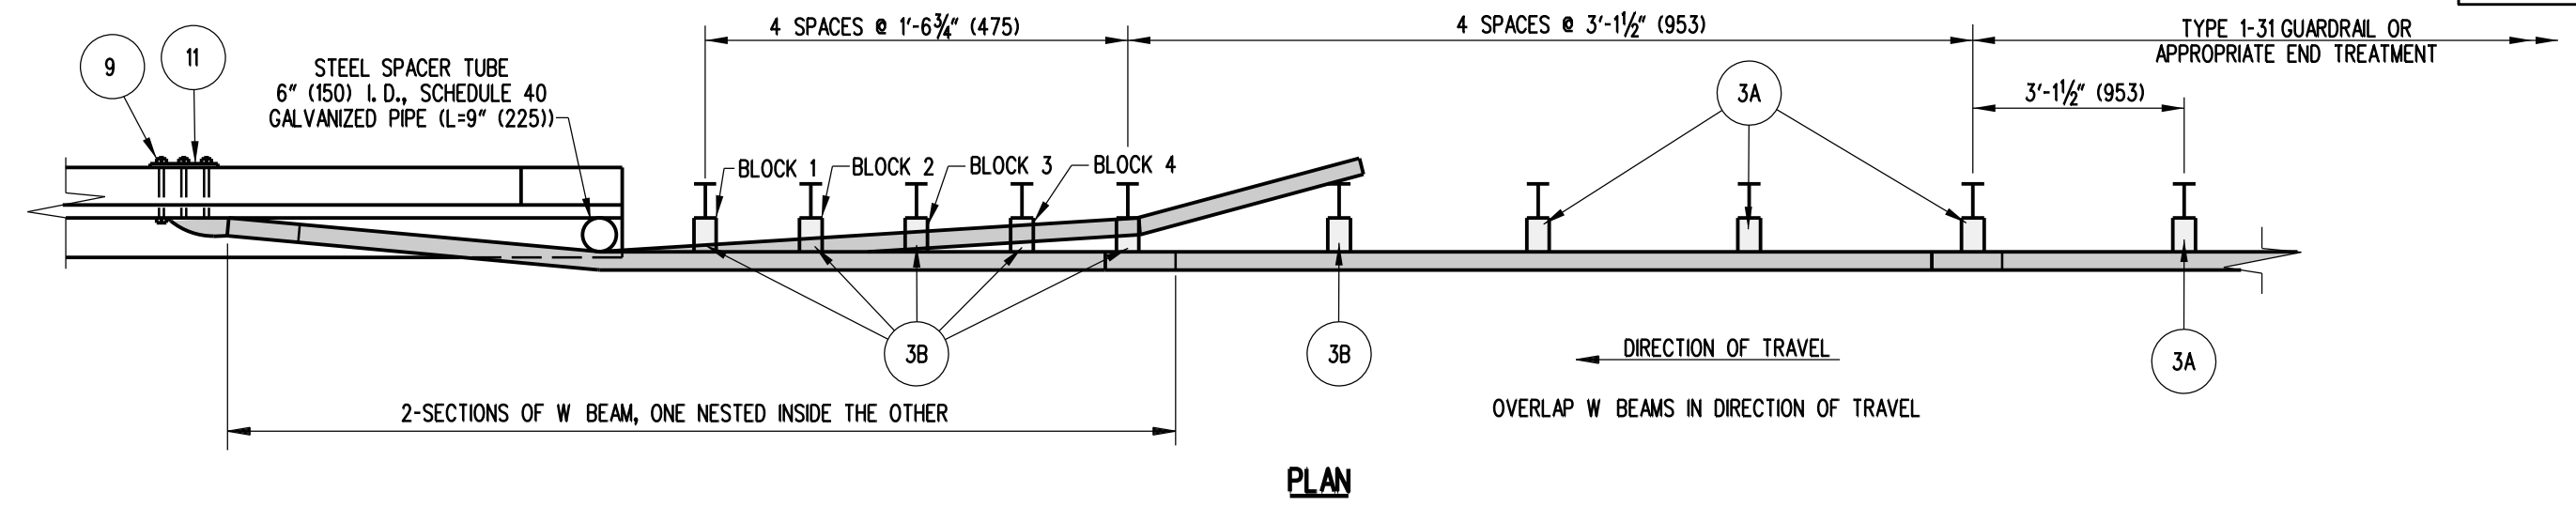 4 SPACES @ 1'-6¾" (475)
4 SPACES @ 3'-1½" (953)
TYPE 1-31 GUARDRAIL OR
APPROPRIATE END TREATMENT
3'-1½" (953)
9
11
STEEL SPACER TUBE
6" (150) I.D., SCHEDULE 40
GALVANIZED PIPE (L=9" (225))
3A
BLOCK 1
BLOCK 2
BLOCK 3
BLOCK 4
3B
3B
3A
DIRECTION OF TRAVEL
2-SECTIONS OF W BEAM, ONE NESTED INSIDE THE OTHER
OVERLAP W BEAMS IN DIRECTION OF TRAVEL
PLAN